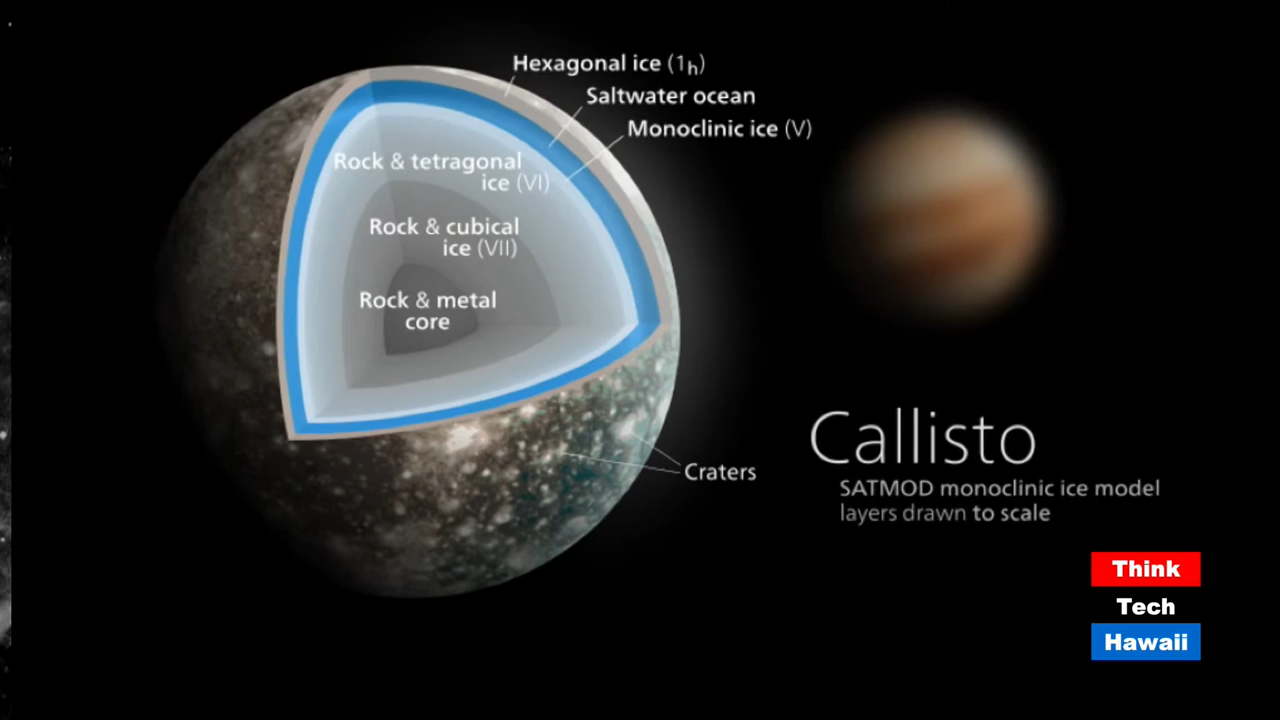 Hexagonal ice (1h)
Saltwater ocean
Monoclinic ice (V)
Rock & tetragonal
ice (VI)
Rock & cubical
ice (VII)
Rock & metal
core
Craters
Callisto
SATMOD monoclinic ice model
layers drawn to scale
Think
Tech
Hawaii